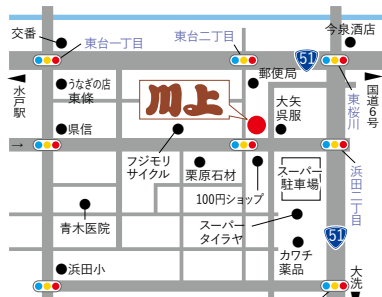 交番
東台一丁目
東台二丁目
今泉酒店
51
水戸駅
うなぎの店
東條
川上
郵便局
大矢
呉服
東桜川
国道6号
県信
→
フジモリ
サイクル
栗原石材
100円ショップ
スーパー
駐車場
浜田二丁目
青木医院
スーパー
タイラヤ
51
カワチ
薬品
浜田小
大洗